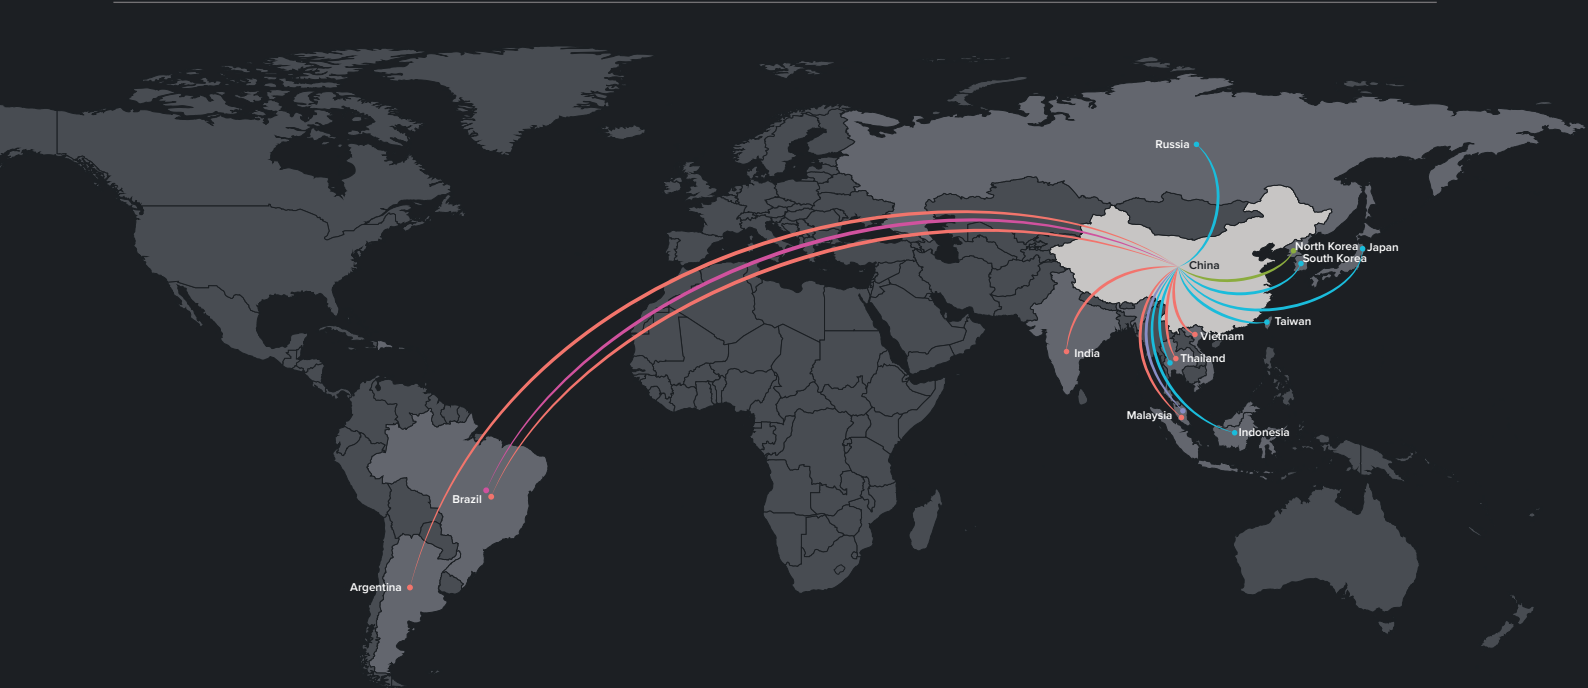 Russia
North Korea
Japan
South Korea
China
Taiwan
Vietnam
India
Thailand
Malaysia
Indonesia
Brazil
Argentina